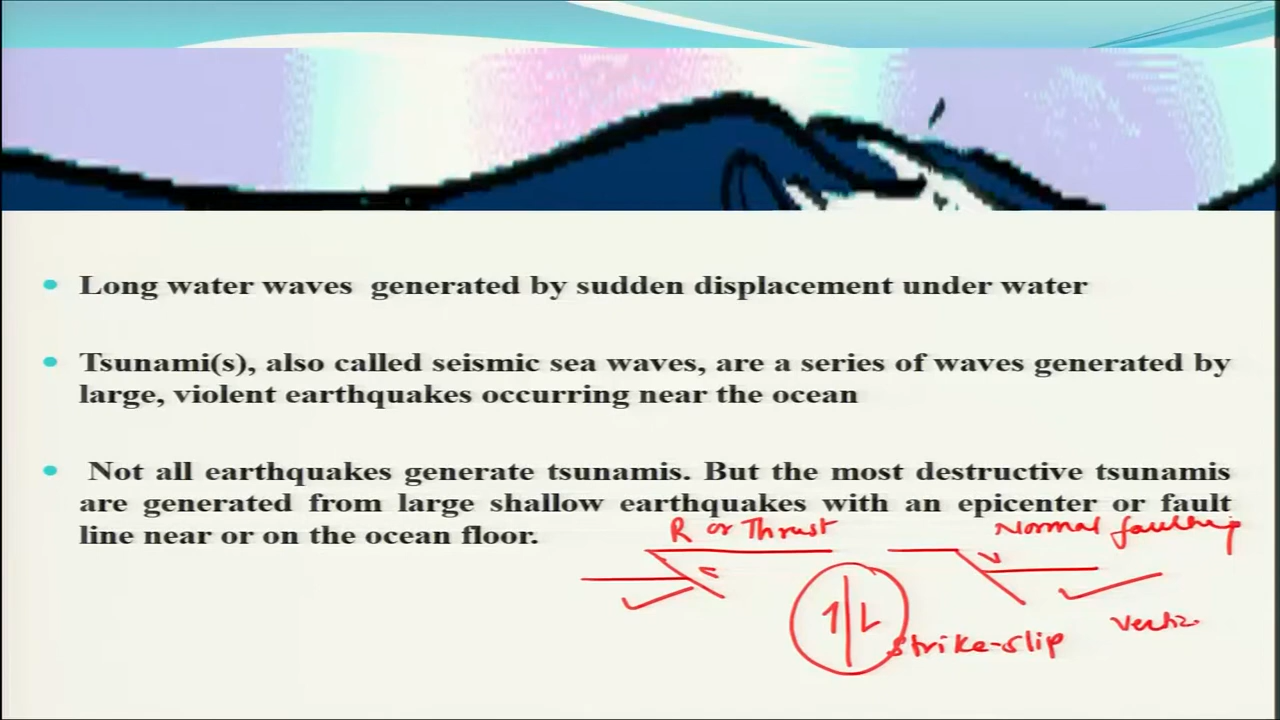 Long water waves generated by sudden displacement under water
Tsunami(s), also called seismic sea waves, are a series of waves generated by
large, violent earthquakes occurring near the ocean
Not all earthquakes generate tsunamis. But the most destructive tsunamis
are generated from large shallow earthquakes with an epicenter or fault
line near or on the ocean floor.
R or Thrust
Normal faulting
strike-slip